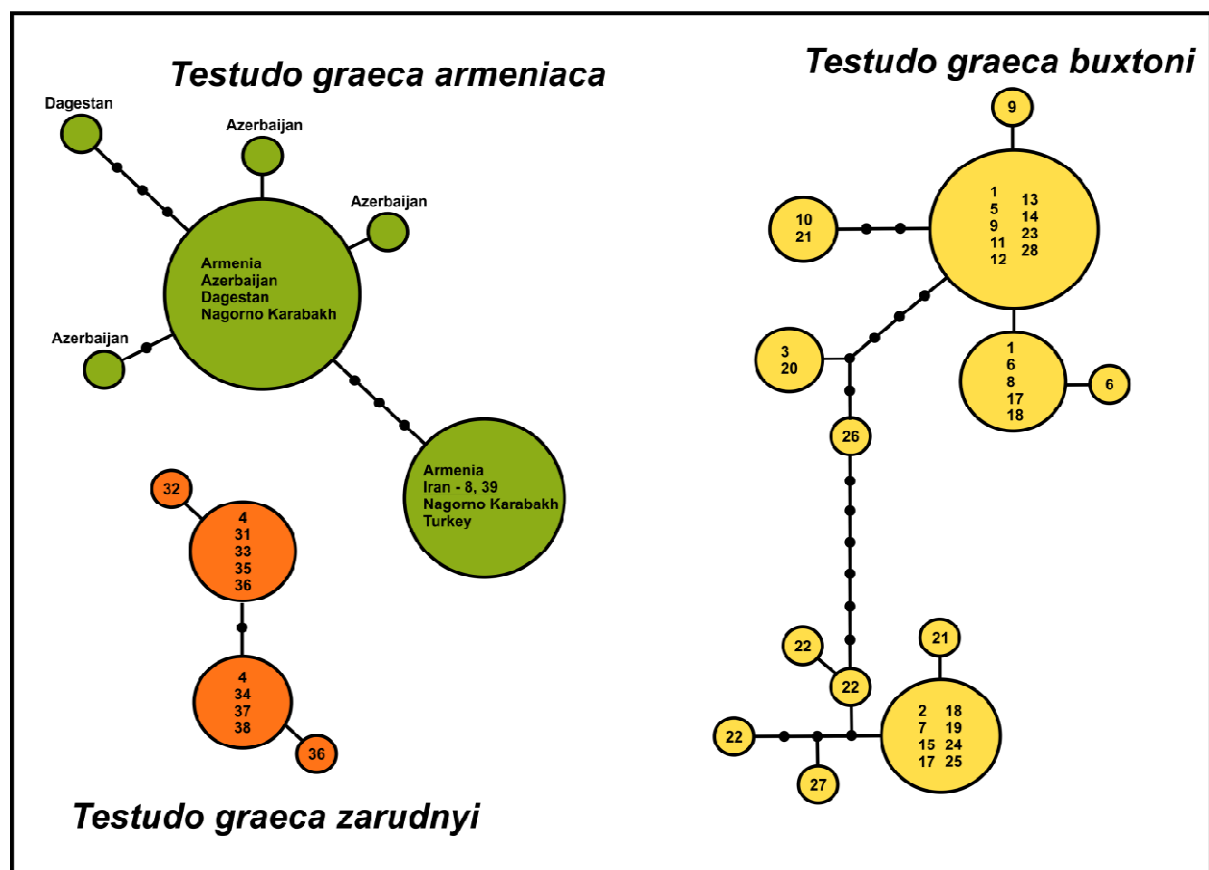 Testudo graeca armeniaca
Dagestan
Azerbaijan
Azerbaijan
Armenia
Azerbaijan
Dagestan
Nagorno Karabakh
Azerbaijan
Armenia
Iran - 8, 39
Nagorno Karabakh
Turkey
32
4
31
33
35
36
4
34
37
38
36
Testudo graeca zarudnyi
Testudo graeca buxtoni
9
1 13
5 14
9 23
11 28
12
10
21
3
20
1
6
8
17
18
6
26
22
22
21
2 18
7 19
15 24
17 25
22
27